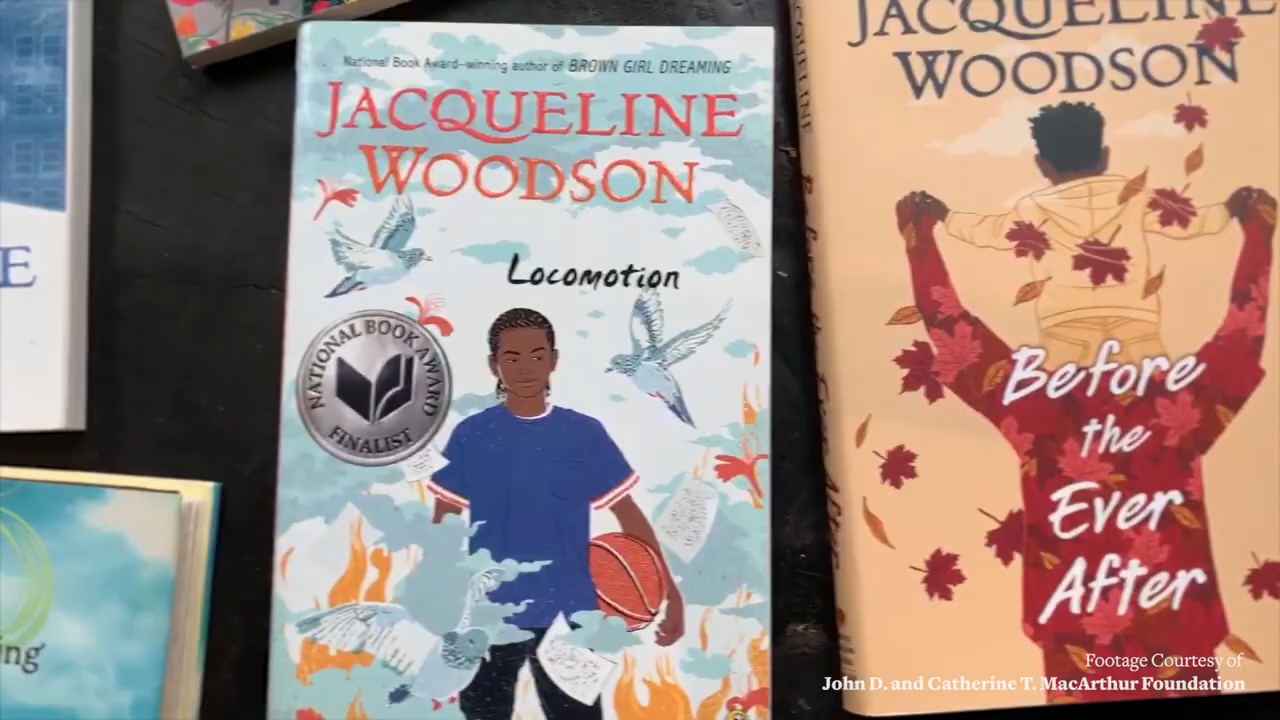 National Book Award–winning author of BROWN GIRL DREAMING
JACQUELINE
WOODSON
Locomotion
NATIONAL BOOK AWARD
FINALIST
JACQUELINE
WOODSON
JACQUELINE
Before
the
Ever
After
E
ing
Footage Courtesy of
John D. and Catherine T. MacArthur Foundation